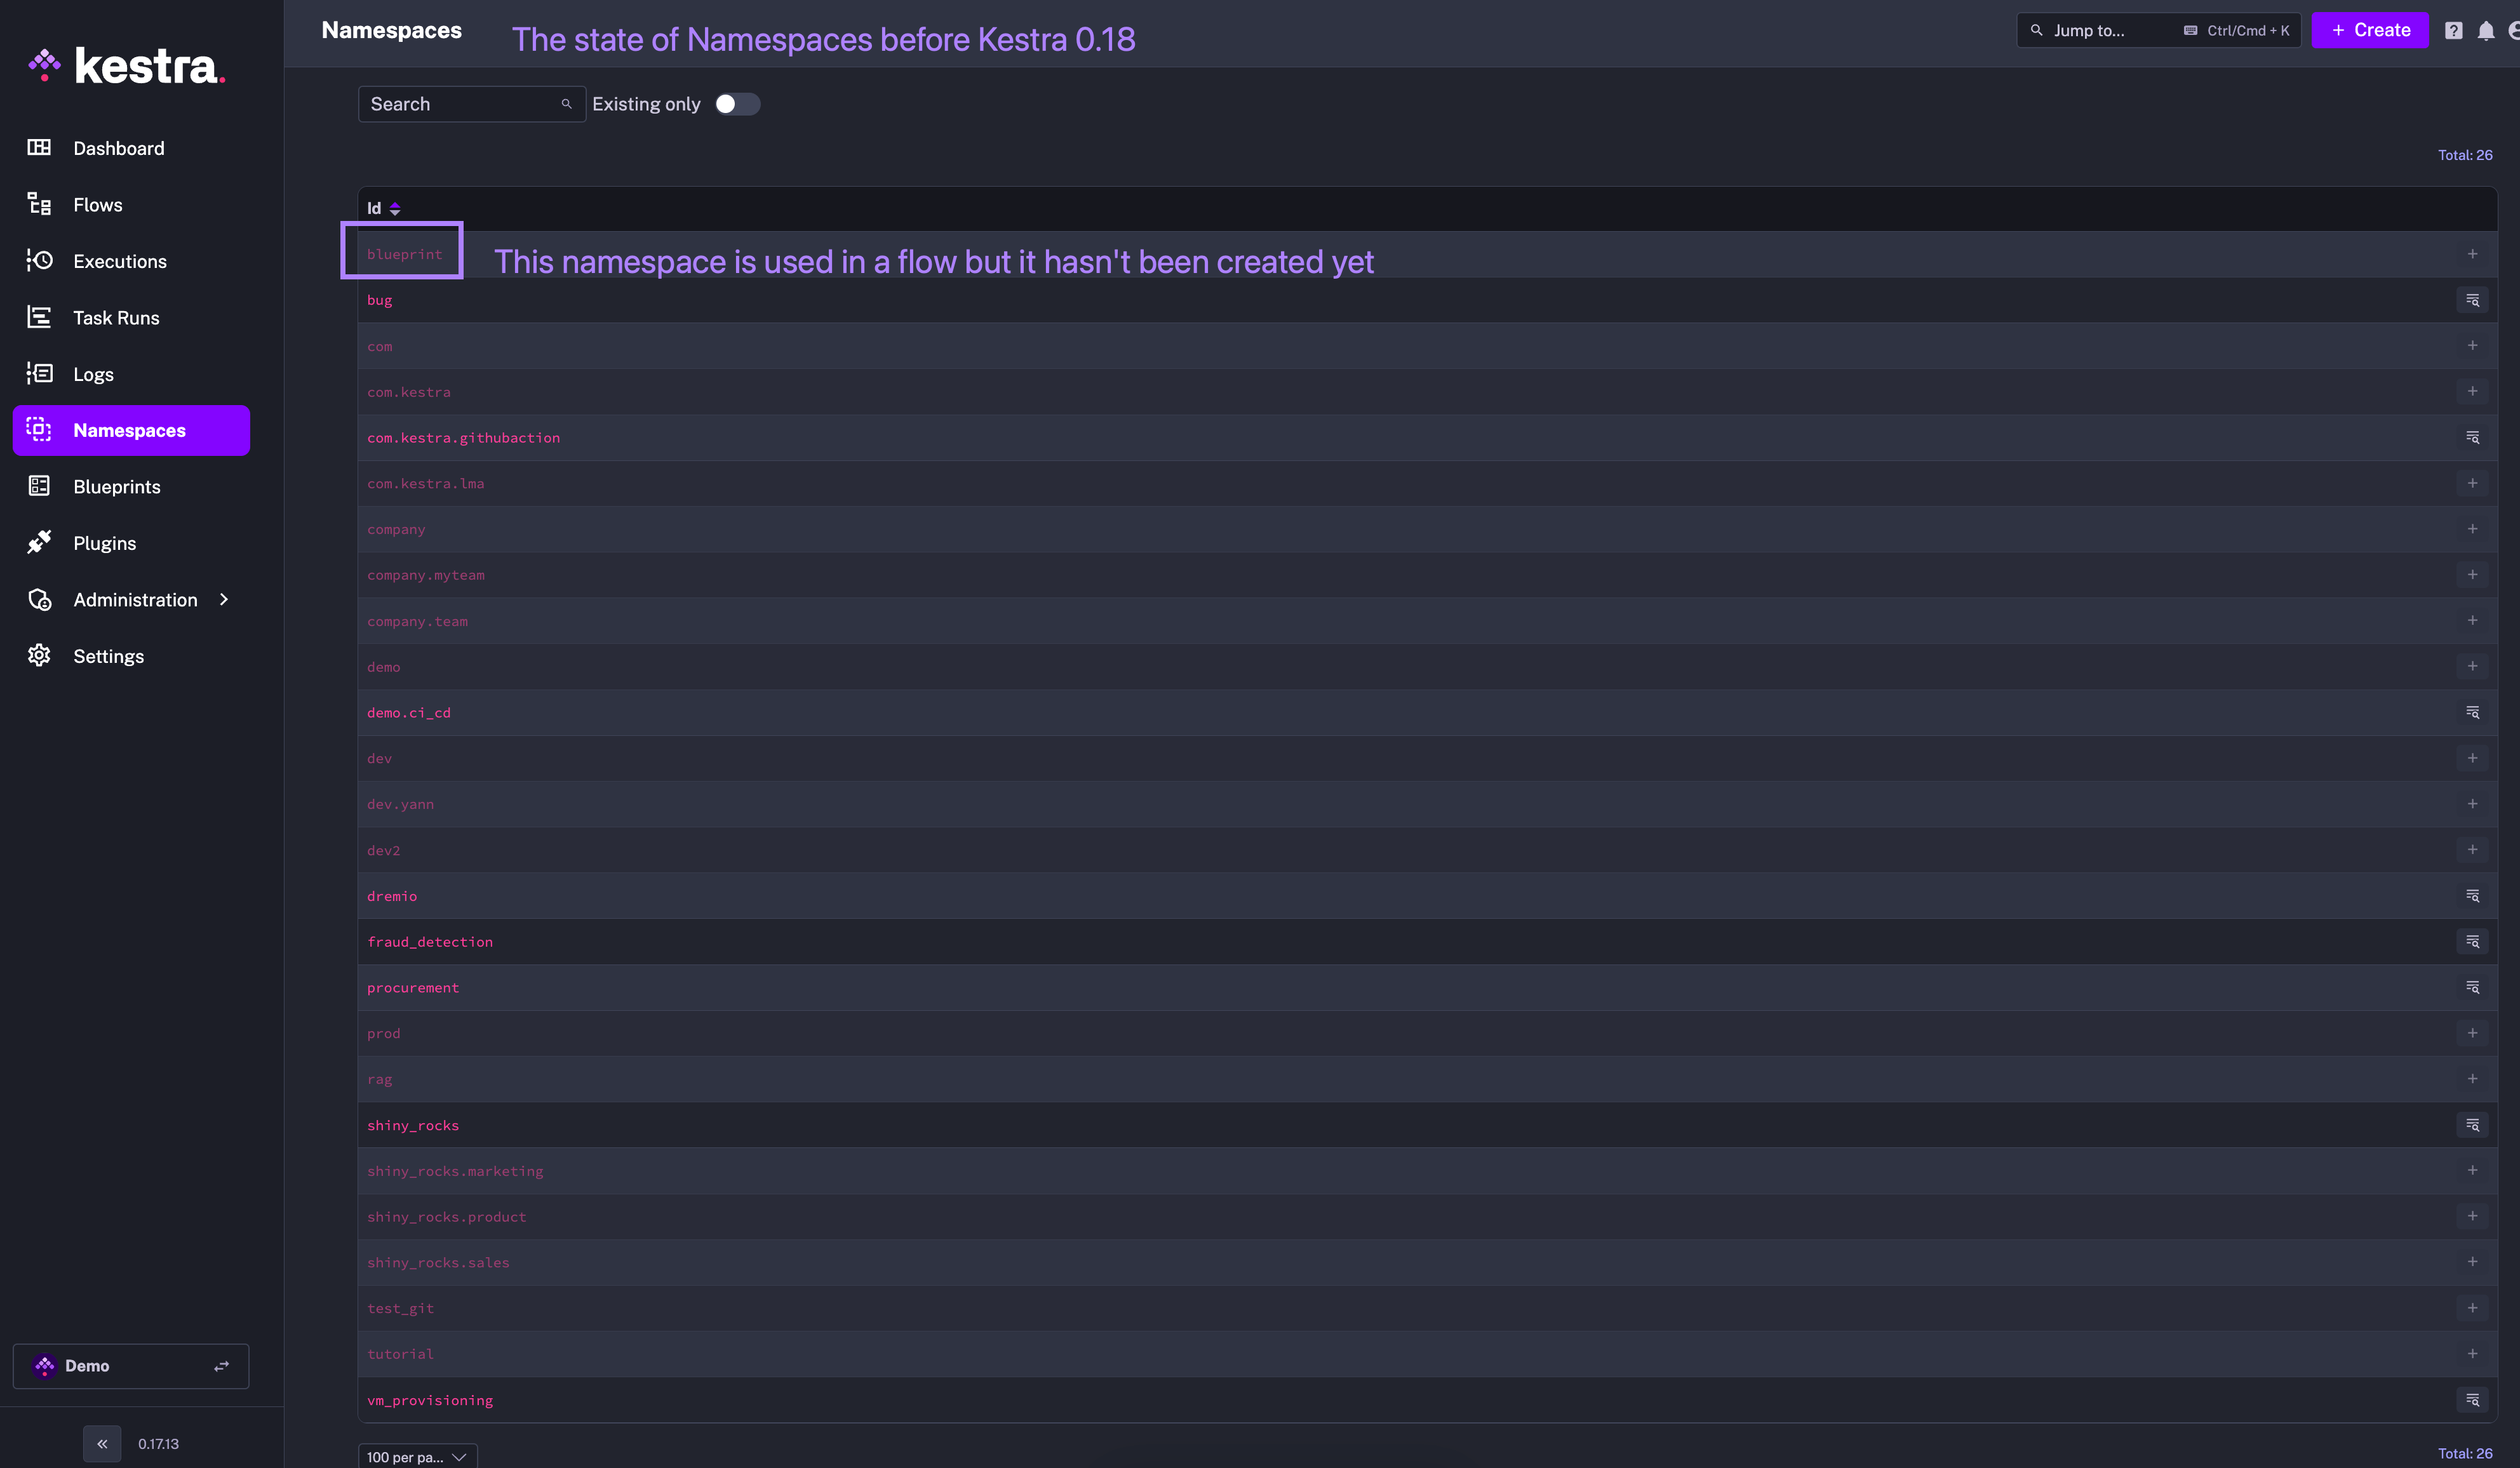 Namespaces
The state of Namespaces before Kestra 0.18
Jump to...
Ctrl/Cmd + K
+ Create
kestra.
Search
Existing only
Dashboard
Flows
Executions
Task Runs
Logs
Namespaces
Blueprints
Plugins
Administration
Settings
Total: 26
Id
blueprint
This namespace is used in a flow but it hasn't been created yet
bug
com
com.kestra
com.kestra.githubaction
com.kestra.lma
company
company.myteam
company.team
demo
demo.ci_cd
dev
dev.yann
dev2
dremio
fraud_detection
procurement
prod
rag
shiny_rocks
shiny_rocks.marketing
shiny_rocks.product
shiny_rocks.sales
test_git
tutorial
vm_provisioning
Demo
0.17.13
100 per pa...
Total: 26